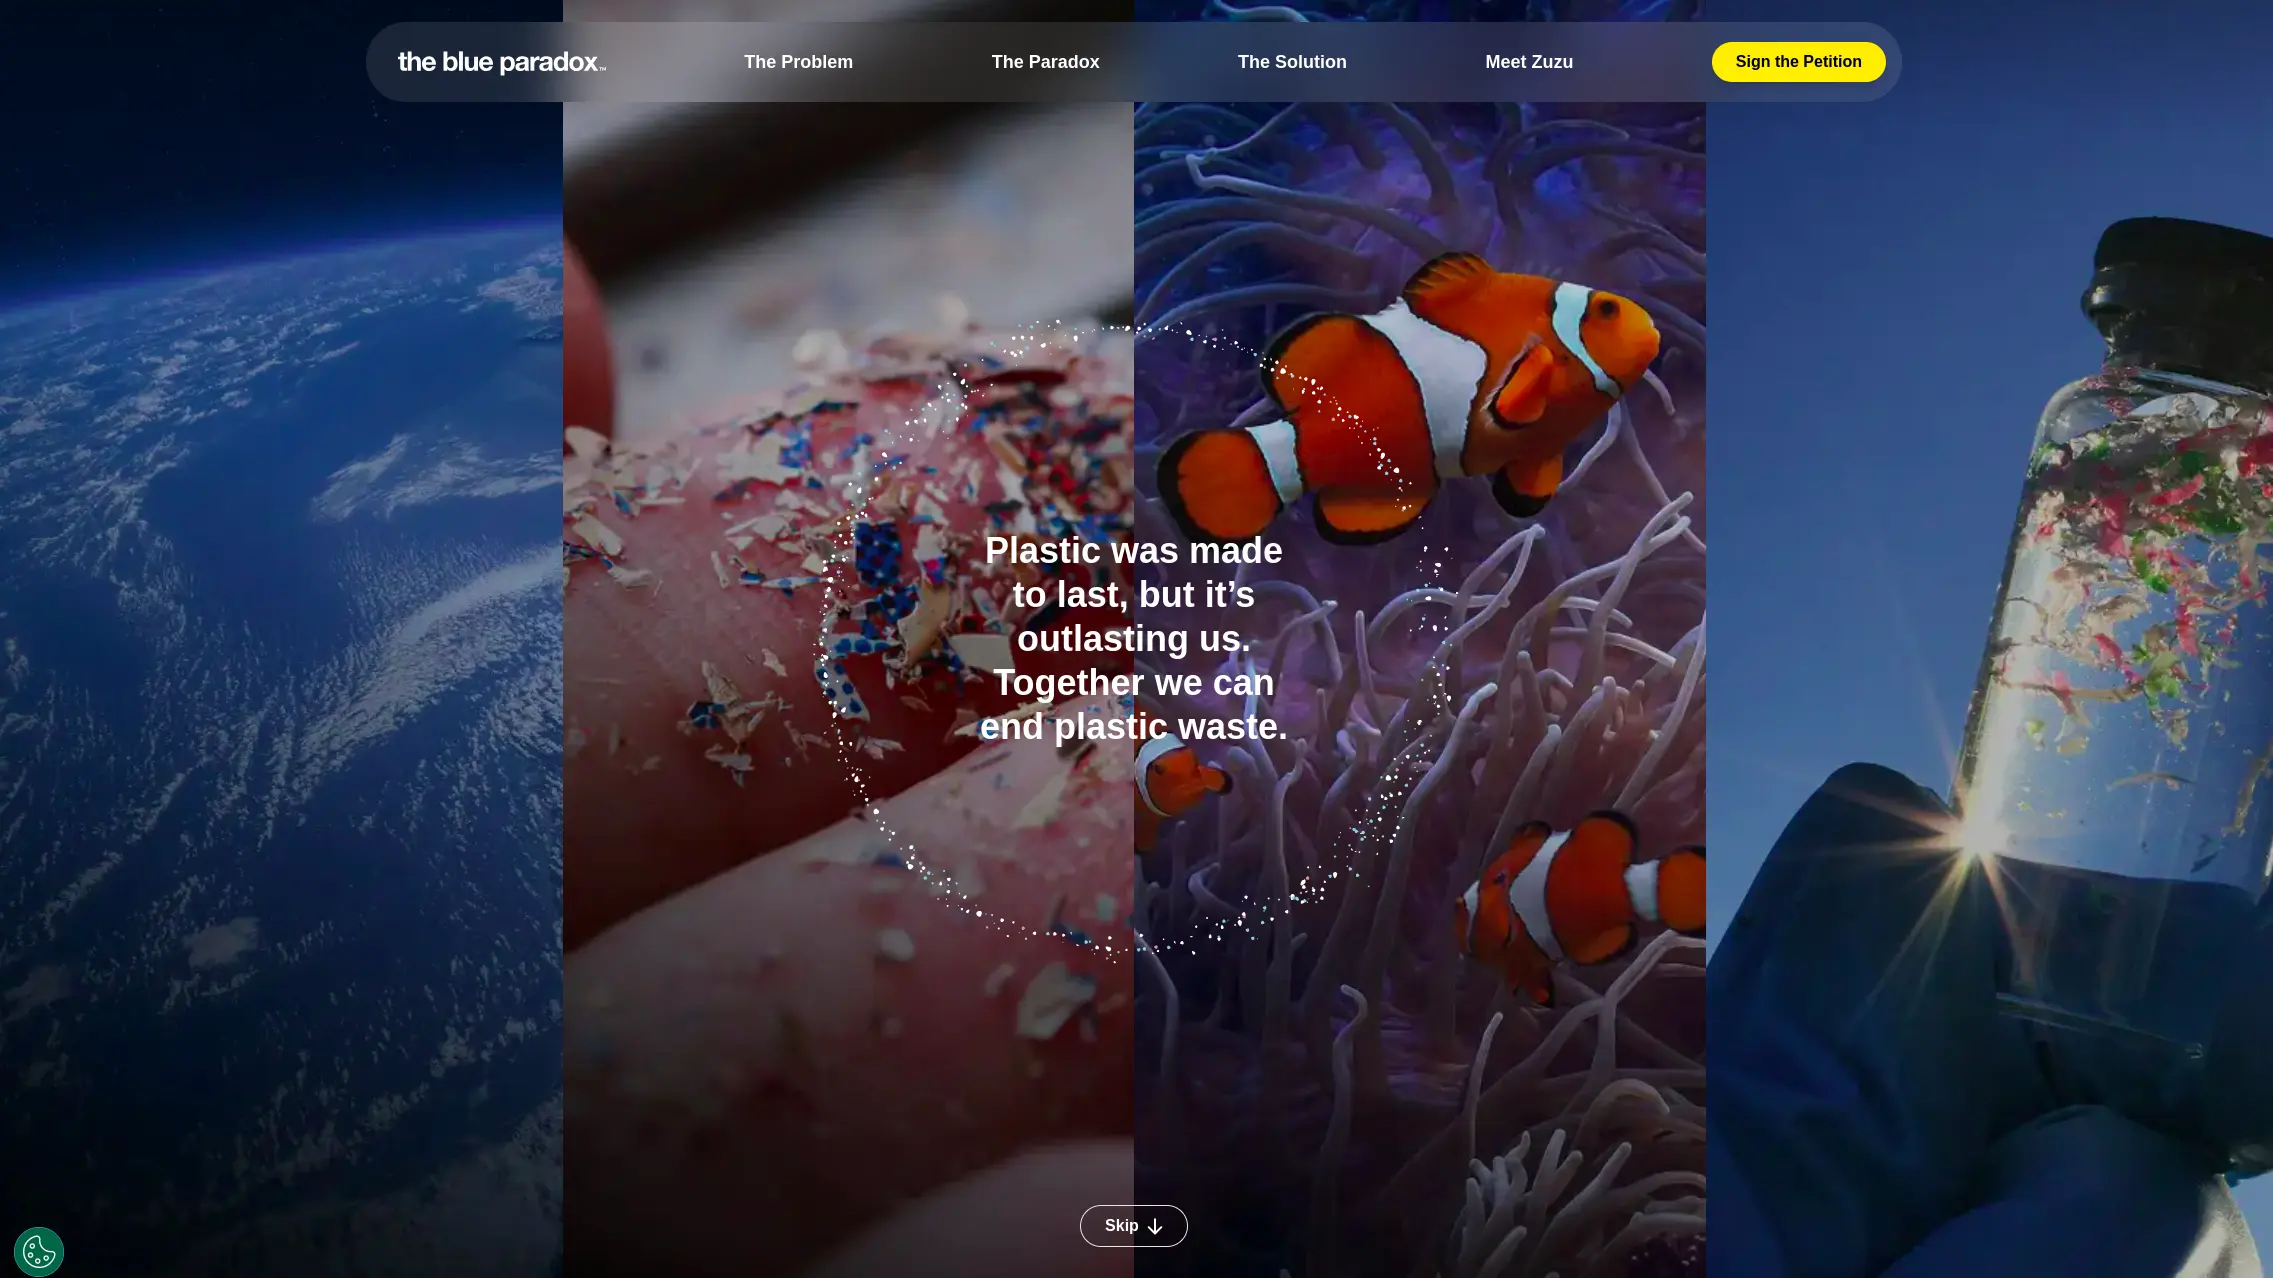 the blue paradox™
The Problem
The Paradox
The Solution
Meet Zuzu
Sign the Petition
Plastic was made
to last, but it’s
outlasting us.
Together we can
end plastic waste.
Skip